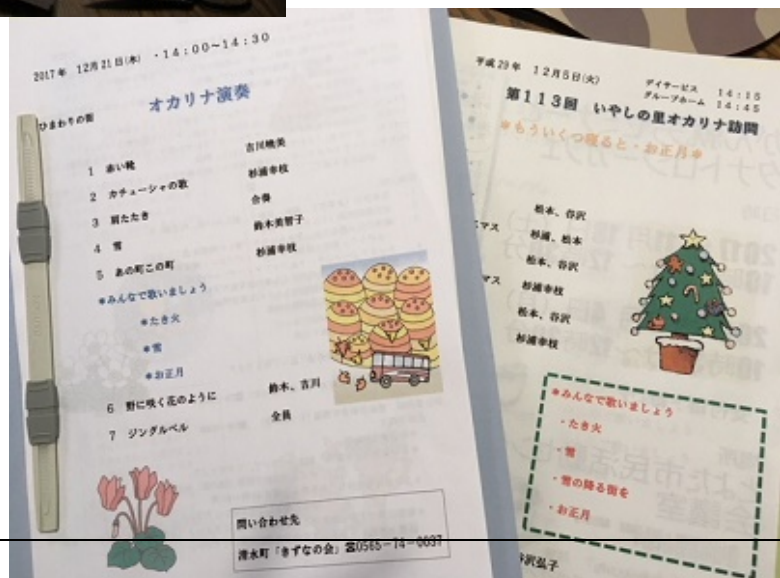 2017年 12月21日(木) ・14:00〜14:30
オカリナ演奏
ひまわりの街
1 赤い靴 吉川暁美
2 カチューシャの歌 杉浦幸枝
3 肩たたき 合奏
4 雪 鈴木美智子
5 あの町この町 杉浦幸枝
*みんなで歌いましょう
*たき火
*雪
*お正月
6 野に咲く花のように 鈴木、吉川
7 ジングルベル 全員
問い合わせ先
清水町「きずなの会」☎0565-74-0037
平成29年 12月5日(火)
デイサービス 14:15
グループホーム 14:45
第113回 いやしの里オカリナ訪問
*もういくつ寝ると・お正月*
松本、谷沢
マス 杉浦、松本
松本、谷沢
マス 杉浦幸枝
松本、谷沢
杉浦幸枝
*みんなで歌いましょう
・たき火
・雪
・雪の降る街を
・お正月
谷沢弘子